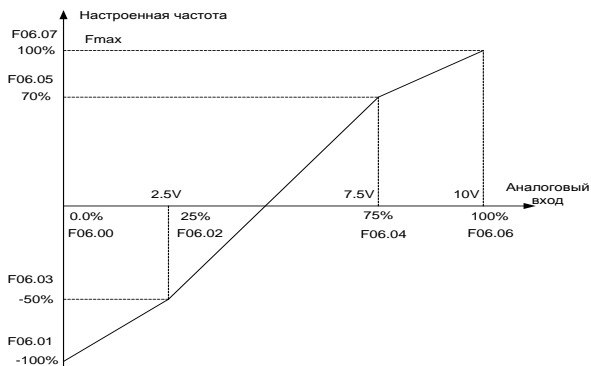 Настроенная частота
F06.07
100%
Fmax
F06.05
70%
2.5V
7.5V
10V
Аналоговый
вход
0.0%
25%
75%
100%
F06.00
F06.02
F06.04
F06.06
F06.03
-50%
F06.01
-100%